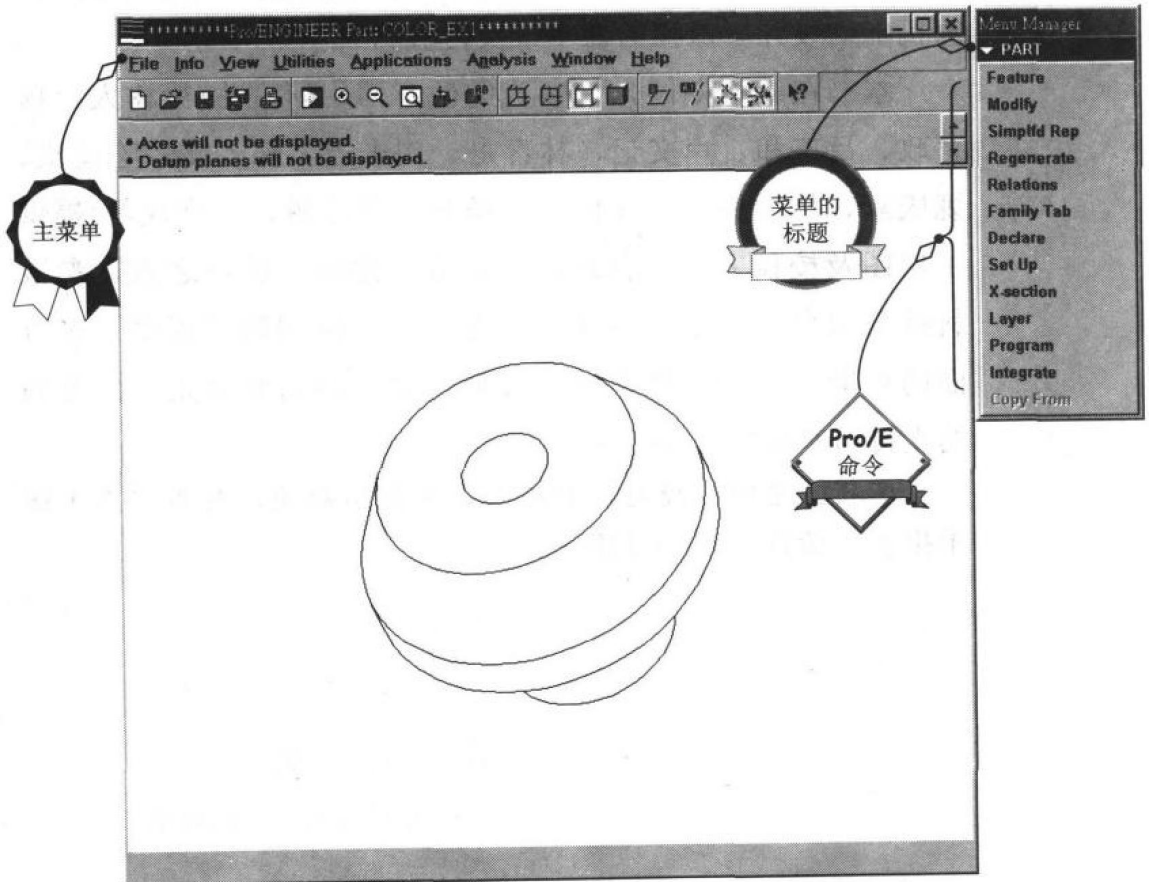 **********Pro/ENGINEER Part: COLOR_EX1**********
File Info View Utilities Applications Analysis Window Help
• Axes will not be displayed.
• Datum planes will not be displayed.
主菜单
菜单的
标题
Pro/E
命令
Menu Manager
PART
Feature
Modify
Simplfd Rep
Regenerate
Relations
Family Tab
Declare
Set Up
X-section
Layer
Program
Integrate
Copy From